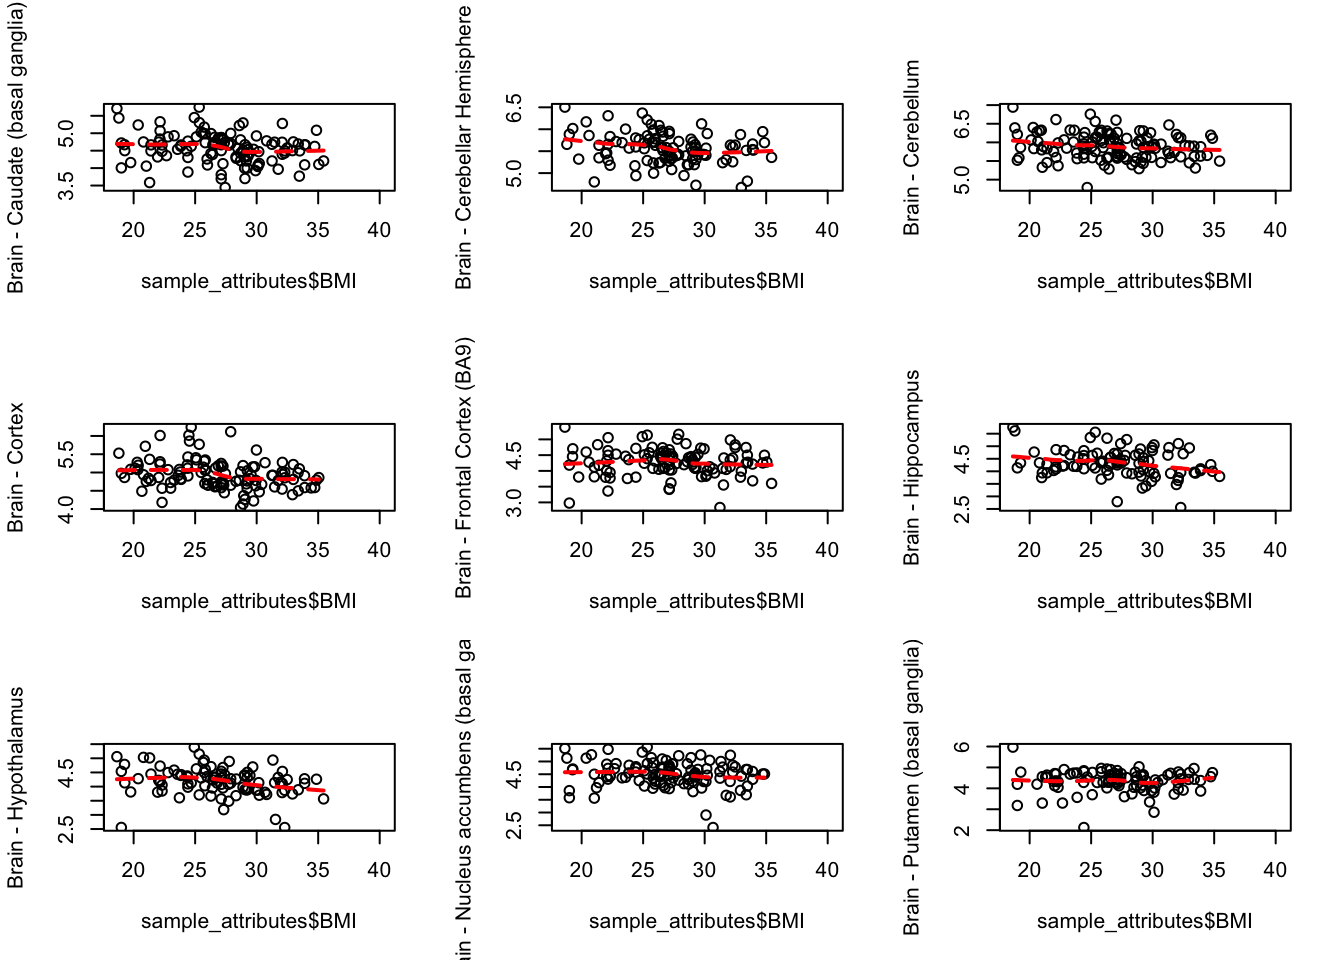 Brain - Caudate (basal ganglia)
3.5 5.0
20 25 30 35 40
sample_attributes$BMI
Brain - Cerebellar Hemisphere
5.0 6.5
20 25 30 35 40
sample_attributes$BMI
Brain - Cerebellum
5.0 6.5
20 25 30 35 40
sample_attributes$BMI
Brain - Cortex
4.0 5.5
20 25 30 35 40
sample_attributes$BMI
Brain - Frontal Cortex (BA9)
3.0 4.5
20 25 30 35 40
sample_attributes$BMI
Brain - Hippocampus
2.5 4.5
20 25 30 35 40
sample_attributes$BMI
Brain - Hypothalamus
2.5 4.5
20 25 30 35 40
sample_attributes$BMI
ain - Nucleus accumbens (basal ga
2.5 4.5
20 25 30 35 40
sample_attributes$BMI
Brain - Putamen (basal ganglia)
2 4 6
20 25 30 35 40
sample_attributes$BMI